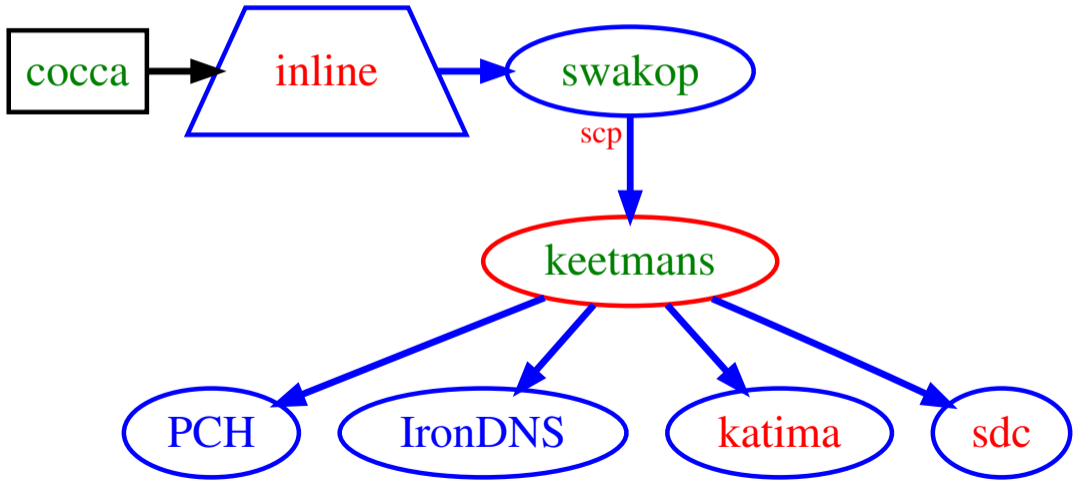 cocca
inline
swakop
scp
keetmans
PCH
IronDNS
katima
sdc